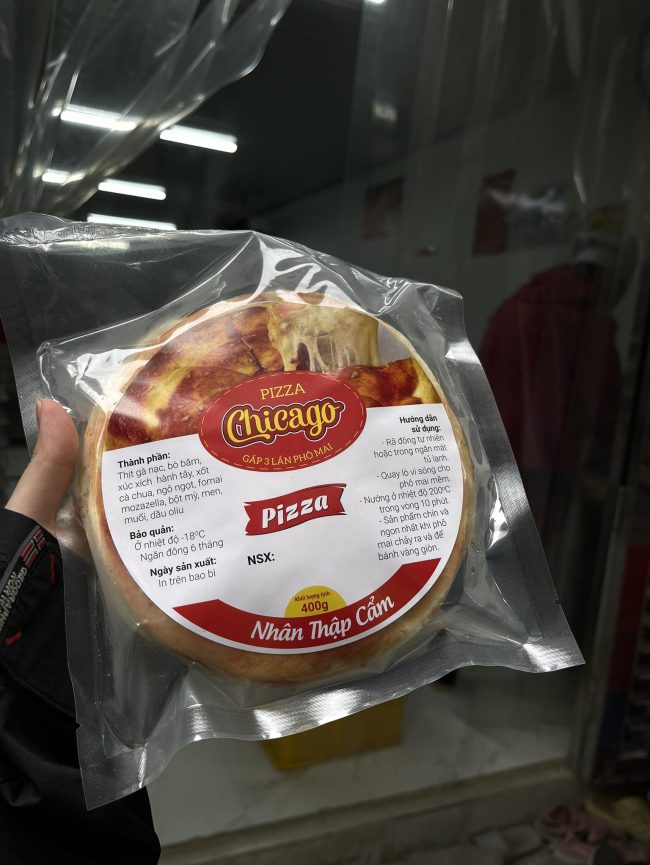 PIZZA
Chicago
GẤP 3 LẦN PHÔ MAI
Thành phần:
Thịt gà nạc, bò băm,
xúc xích hành tây, xốt
cà chua, ngô ngọt, fomai
mozazella, bột mỳ, men,
muối, dầu oliu
Bảo quản:
Ở nhiệt độ -18ºC
Ngăn đông 6 tháng
Ngày sản xuất:
In trên bao bì
Pizza
NSX:
Hướng dẫn
sử dụng:
- Rã đông tự nhiên
hoặc trong ngăn mát
tủ lạnh.
- Quay lò vi sóng cho
phô mai mềm.
- Nướng ở nhiệt độ 200ºC
trong vòng 10 phút.
- Sản phẩm chín và
ngon nhất khi phô
mai chảy ra và đế
bánh vàng giòn.
Khối lượng tịnh:
400g
Nhân Thập Cẩm